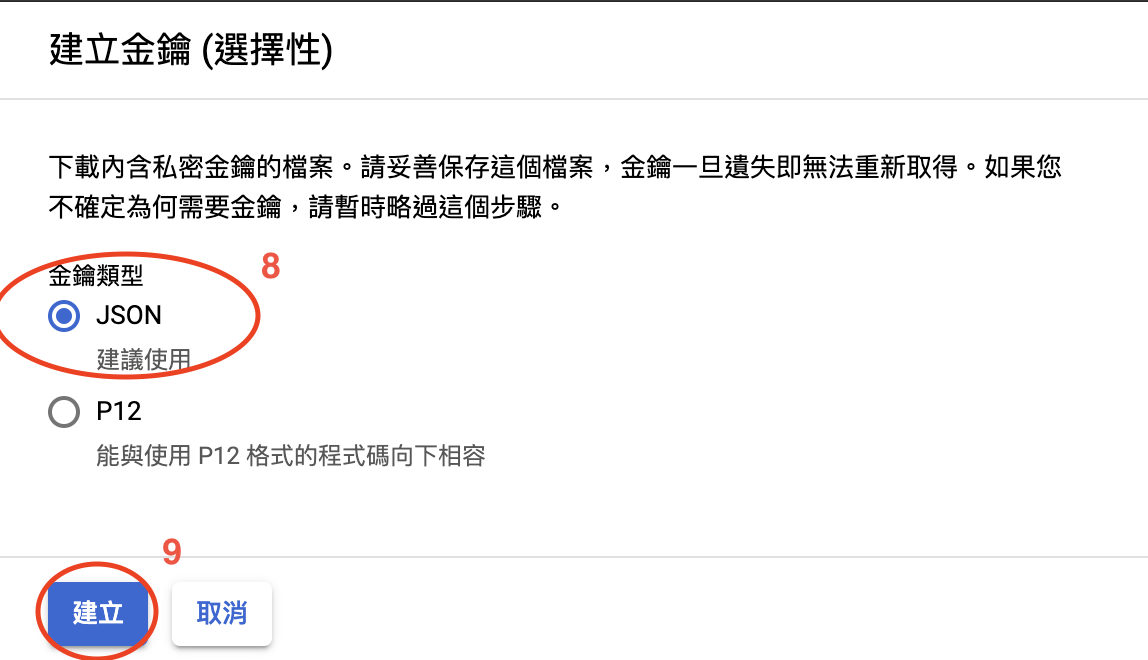 建立金鑰 (選擇性)
下載內含私密金鑰的檔案。請妥善保存這個檔案，金鑰一旦遺失即無法重新取得。如果您
不確定為何需要金鑰，請暫時略過這個步驟。
金鑰類型
8
JSON
建議使用
P12
能與使用 P12 格式的程式碼向下相容
9
建立
取消